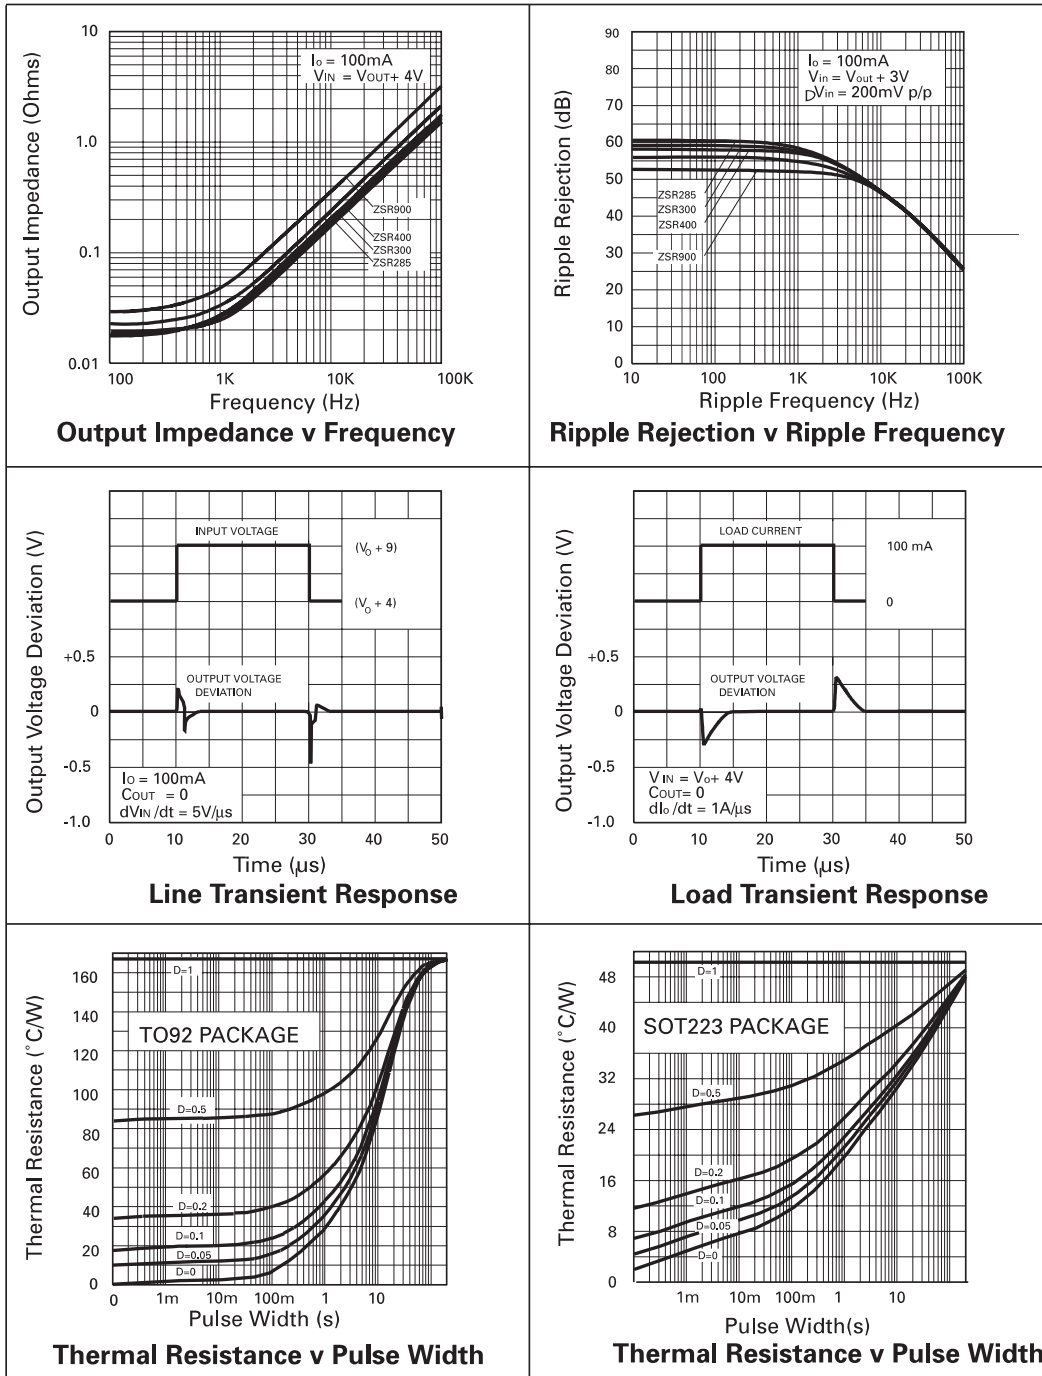 10
1.0
0.1
0.01
Output Impedance (Ohms)
Io = 100mA
VIN = VOUT+ 4V
ZSR900
ZSR400
ZSR300
ZSR285
100 1K 10K 100K
Frequency (Hz)
Output Impedance v Frequency
90
80
70
60
50
40
30
20
10
0
Ripple Rejection (dB)
Io = 100mA
Vin = Vout + 3V
DVin = 200mV p/p
ZSR285
ZSR300
ZSR400
ZSR900
10 100 1K 10K 100K
Ripple Frequency (Hz)
Ripple Rejection v Ripple Frequency
Output Voltage Deviation (V)
INPUT VOLTAGE
(VO + 9)
(VO + 4)
+0.5
0
-0.5
-1.0
OUTPUT VOLTAGE
DEVIATION
IO = 100mA
COUT = 0
dVIN/dt = 5V/µs
0 10 20 30 40 50
Time (µs)
Line Transient Response
Output Voltage Deviation (V)
LOAD CURRENT
100 mA
0
+0.5
0
-0.5
-1.0
OUTPUT VOLTAGE
DEVIATION
VIN = Vo+ 4V
COUT= 0
dIo/dt = 1A/µs
0 10 20 30 40 50
Time (µs)
Load Transient Response
Thermal Resistance (°C/W)
160
140
120
100
80
60
40
20
0
D=1
TO92 PACKAGE
D=0.5
D=0.2
D=0.1
D=0.05
D=0
0 1m 10m 100m 1 10
Pulse Width (s)
Thermal Resistance v Pulse Width
Thermal Resistance (°C/W)
48
40
32
24
16
8
0
D=1
SOT223 PACKAGE
D=0.5
D=0.2
D=0.1
D=0.05
D=0
1m 10m 100m 1 10
Pulse Width(s)
Thermal Resistance v Pulse Width